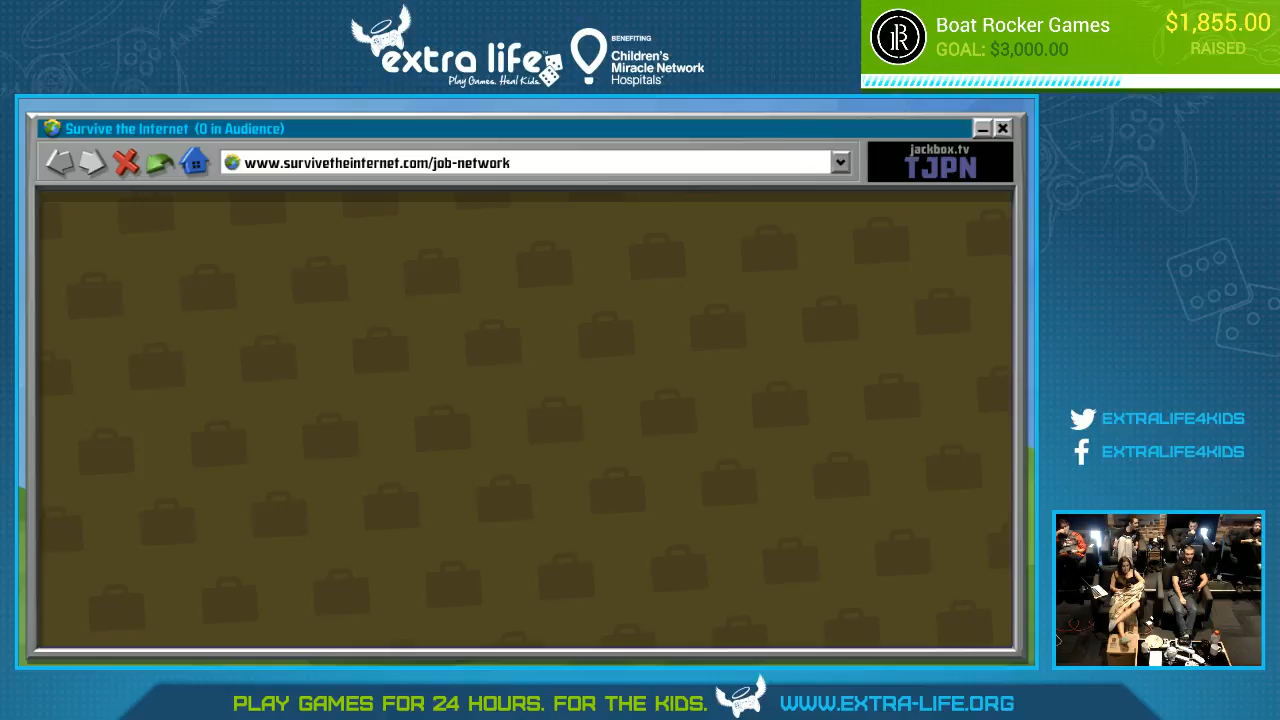 extra life™
Play Games. Heal Kids.
BENEFITING
Children's
Miracle Network
Hospitals®
Boat Rocker Games
GOAL: $3,000.00
$1,855.00
RAISED
Survive the Internet (0 in Audience)
www.survivetheinternet.com/job-network
jackbox.tv
TJPN
EXTRALIFE4KIDS
EXTRALIFE4KIDS
PLAY GAMES FOR 24 HOURS. FOR THE KIDS.
WWW.EXTRA-LIFE.ORG